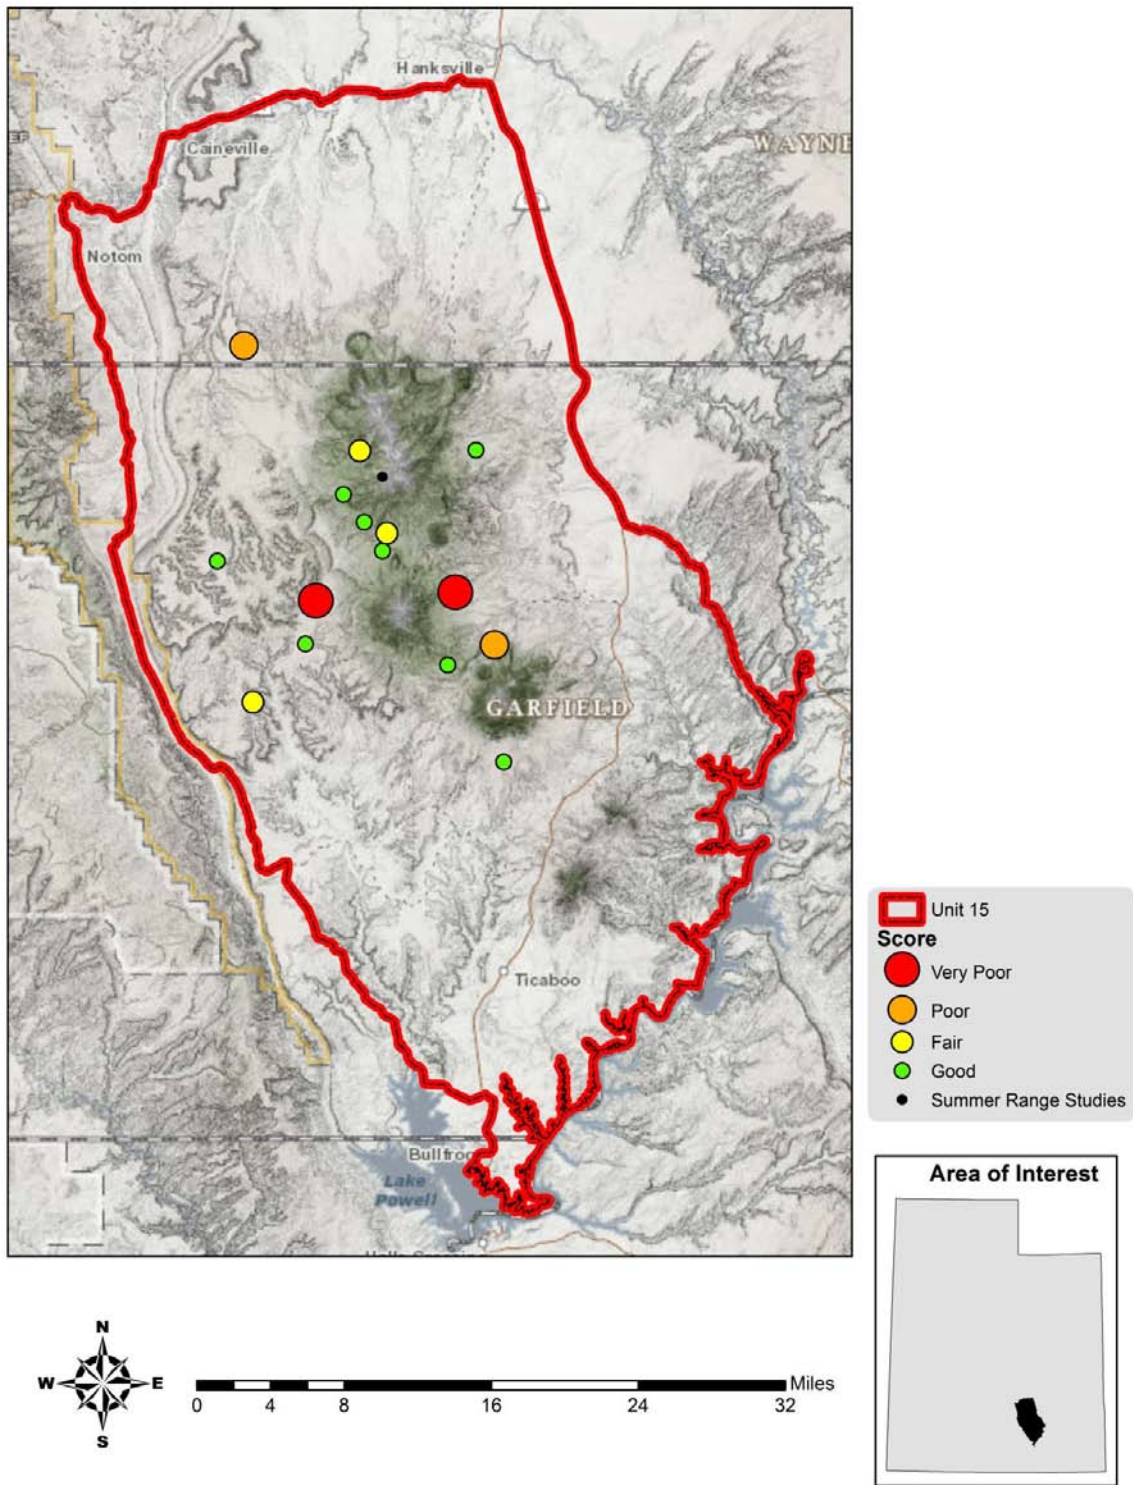 Hanksville
WAYNE
EF
Caineville
Notom
GARFIELD
Ticaboo
Bullfrog
Lake
Powell
Unit 15
Score
Very Poor
Poor
Fair
Good
Summer Range Studies
Area of Interest
N
W E
S
Miles
0 4 8 16 24 32